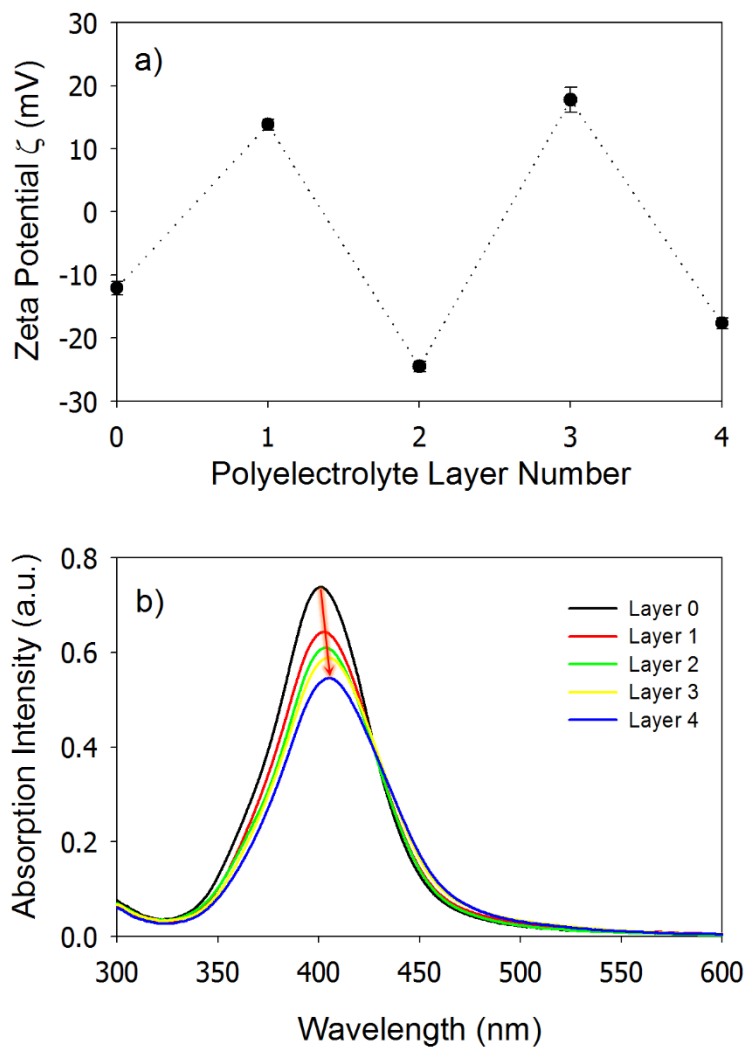 a)
30
20
10
0
-10
-20
-30
Zeta Potential ζ (mV)
0 1 2 3 4
Polyelectrolyte Layer Number
b)
0.8
0.6
0.4
0.2
0.0
Absorption Intensity (a.u.)
Layer 0
Layer 1
Layer 2
Layer 3
Layer 4
300 350 400 450 500 550 600
Wavelength (nm)